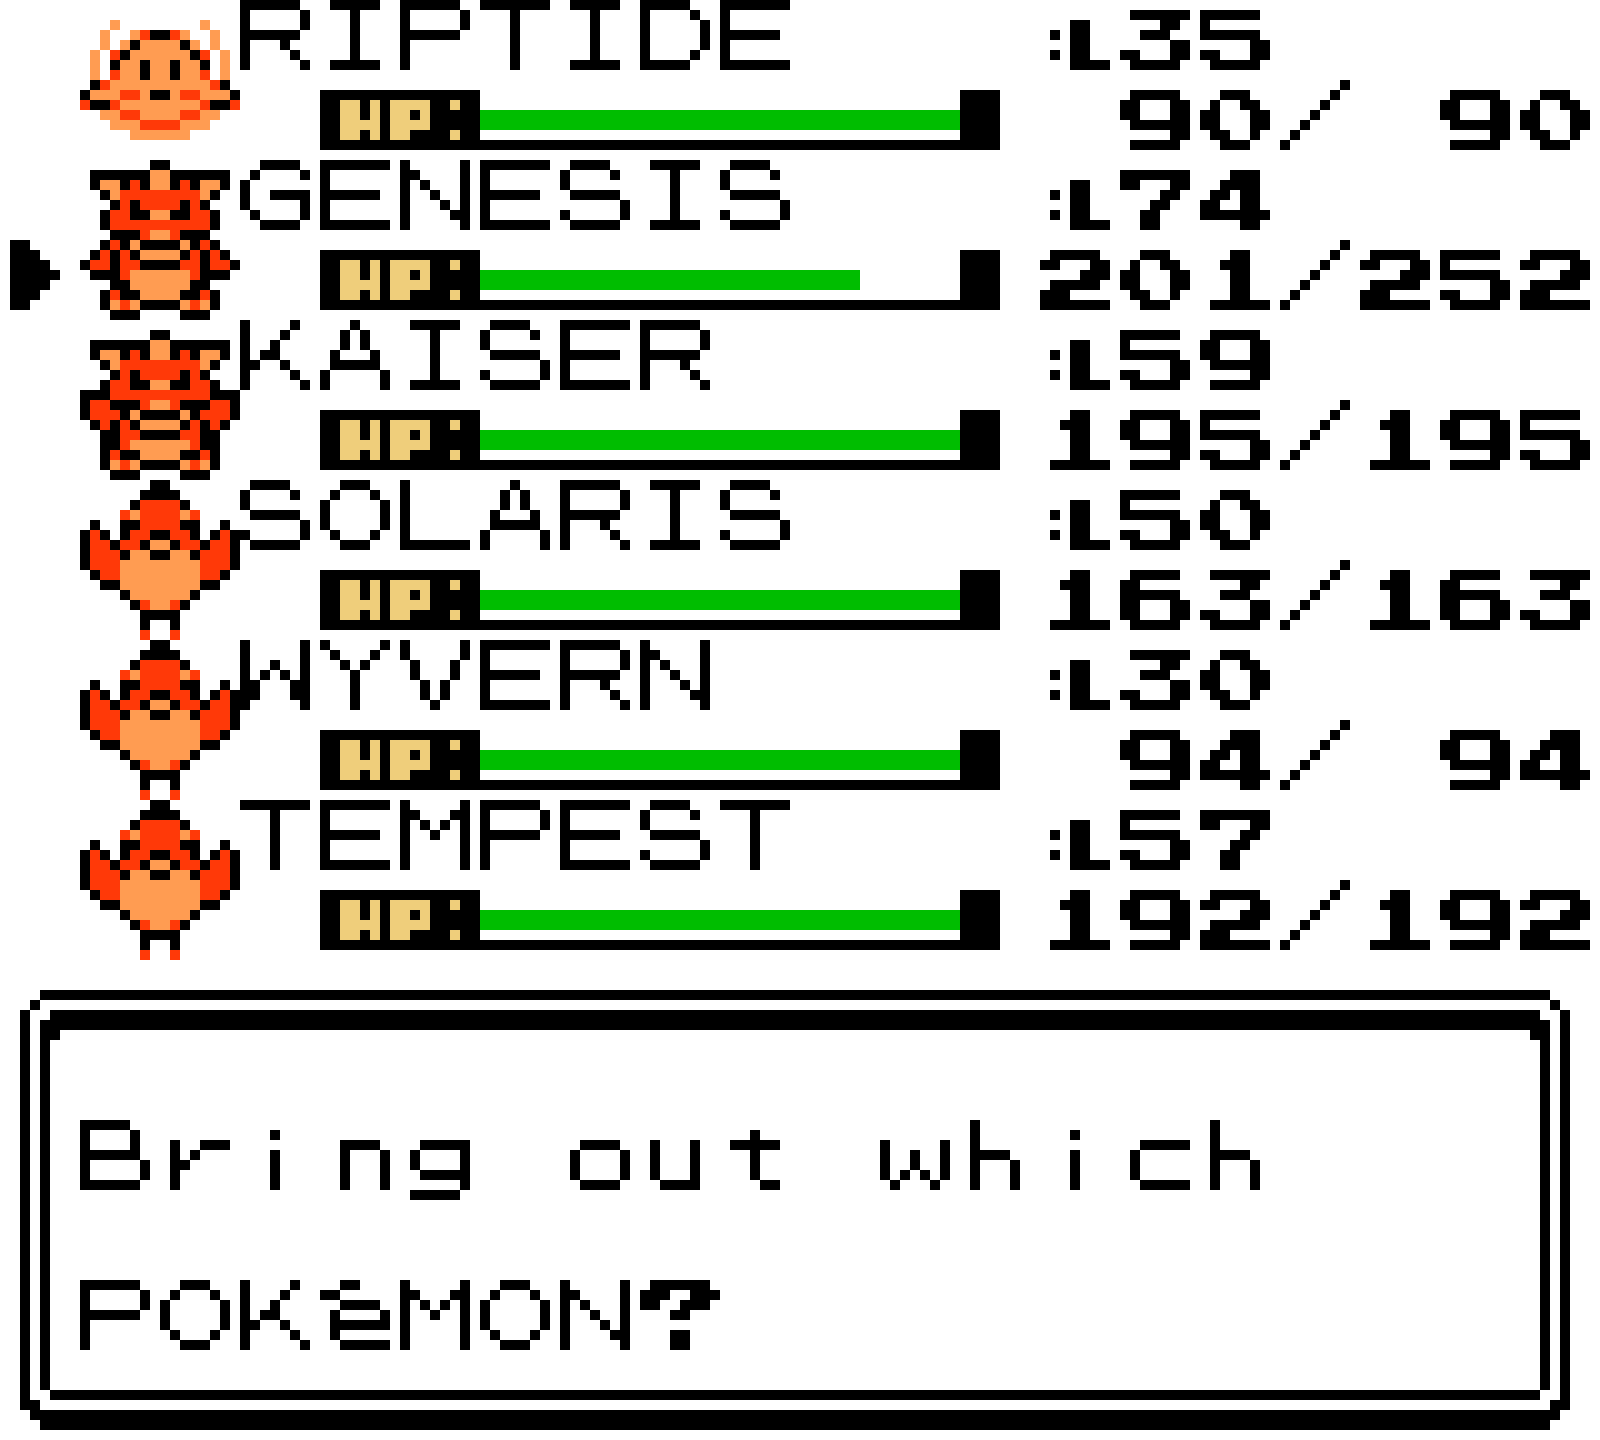 RIPTIDE :L35
HP: 90/ 90
GENESIS :L74
HP: 201/252
KAISER :L59
HP: 195/195
SOLARIS :L50
HP: 163/163
WYVERN :L30
HP: 94/ 94
TEMPEST :L57
HP: 192/192
Bring out which
POKéMON?